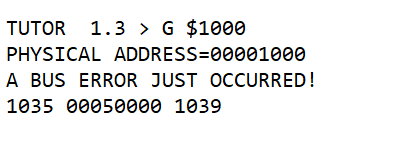 TUTOR  1.3 > G $1000
PHYSICAL ADDRESS=00001000
A BUS ERROR JUST OCCURRED!
1035 00050000 1039